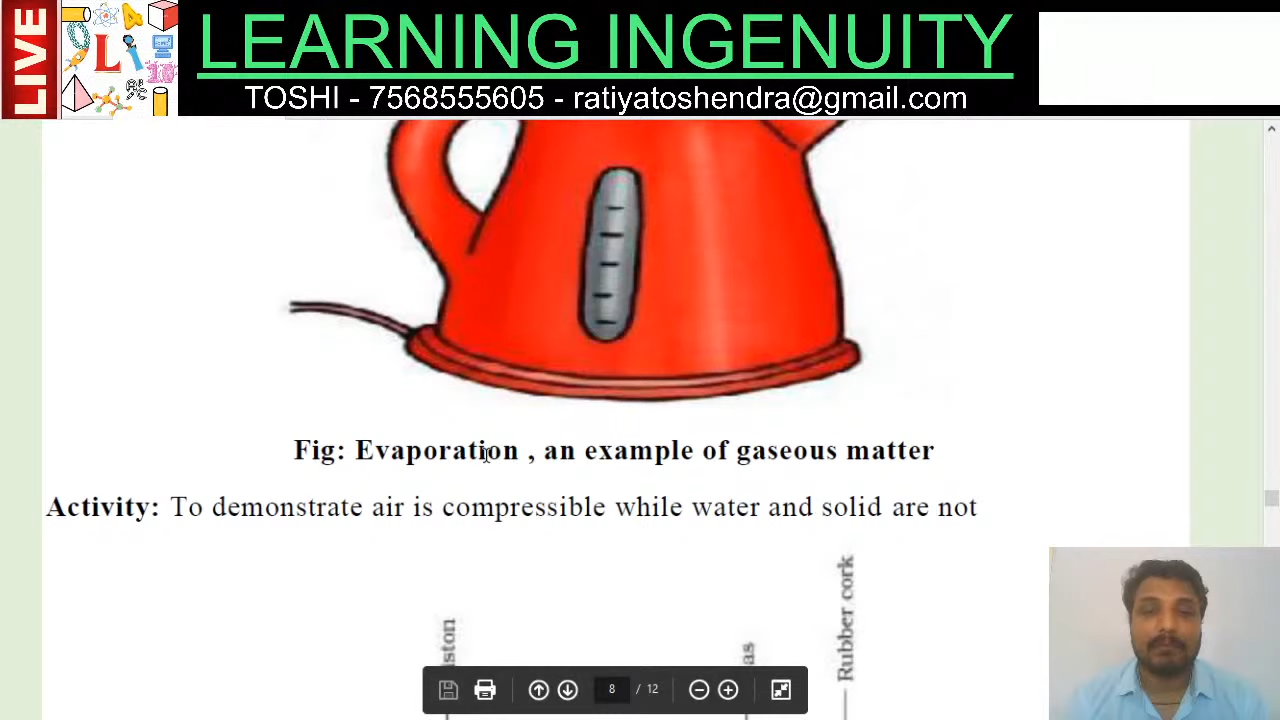 LIVE
LEARNING INGENUITY
TOSHI - 7568555605 - ratiyatoshendra@gmail.com
Fig: Evaporation , an example of gaseous matter
Activity: To demonstrate air is compressible while water and solid are not
Rubber cork
8 / 12